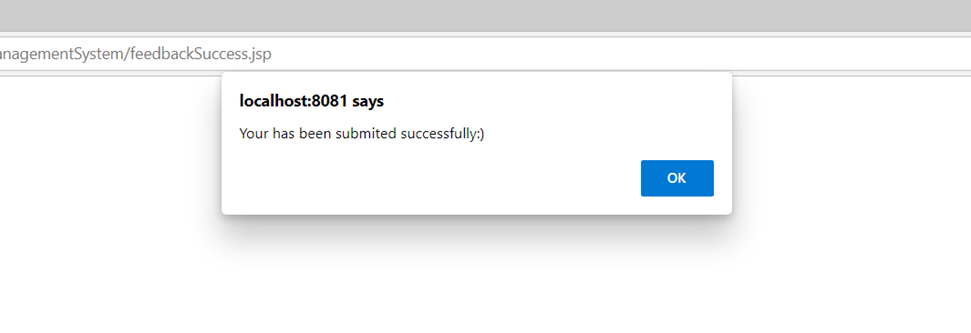 anagementSystem/feedbackSuccess.jsp
localhost:8081 says
Your has been submited successfully:)
OK